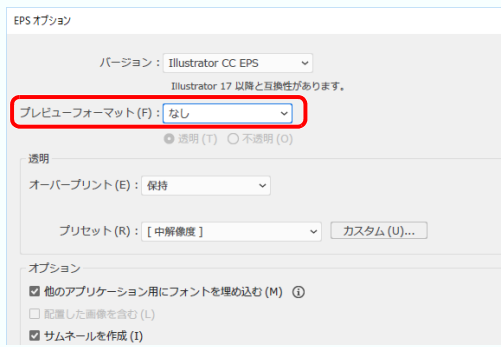 EPS オプション
バージョン : Illustrator CC EPS
Illustrator 17 以降と互換性があります。
プレビューフォーマット (F) : なし
透明 (T) 不透明 (O)
透明
オーバープリント (E) : 保持
プリセット (R) : [ 中解像度 ] カスタム (U)...
オプション
他のアプリケーション用にフォントを埋め込む (M)
配置した画像を含む (L)
サムネールを作成 (I)